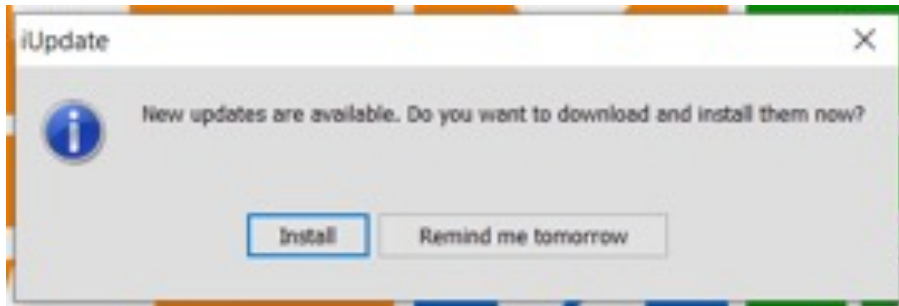 iUpdate
New updates are available. Do you want to download and install them now?
Install
Remind me tomorrow